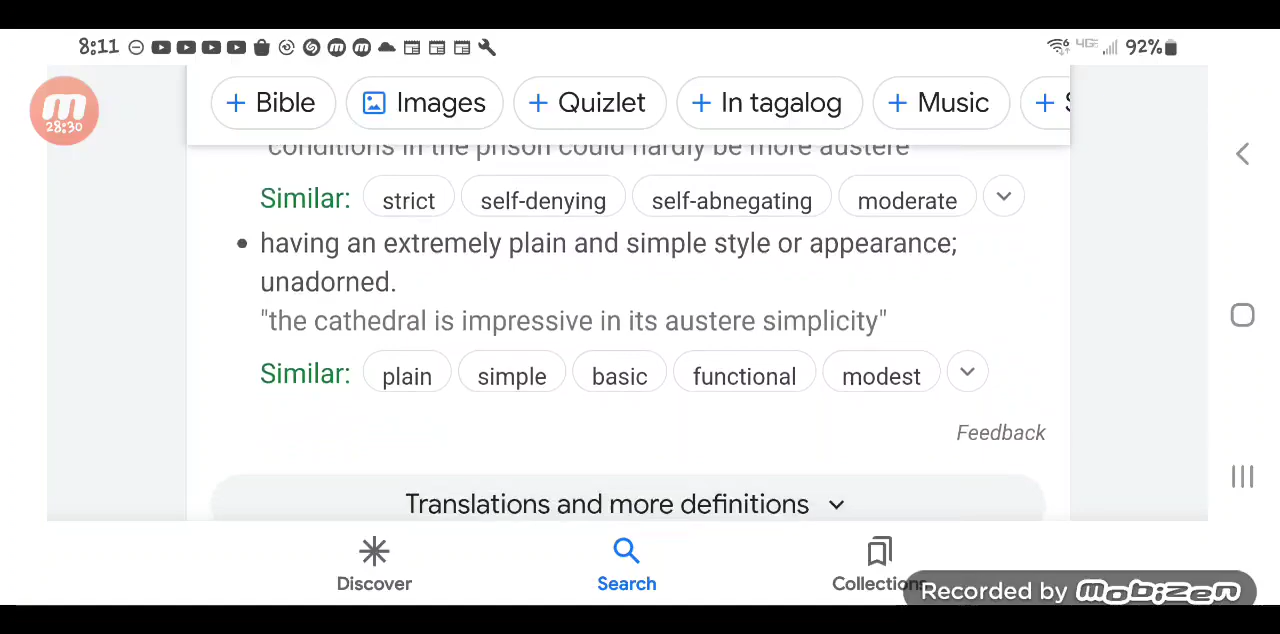 8:11 92%
28:30
+ Bible Images + Quizlet + In tagalog + Music +
conditions in the prison could hardly be more austere
Similar: strict self-denying self-abnegating moderate
• having an extremely plain and simple style or appearance;
unadorned.
"the cathedral is impressive in its austere simplicity"
Similar: plain simple basic functional modest
Feedback
Translations and more definitions
Discover Search Collections
Recorded by mobizen